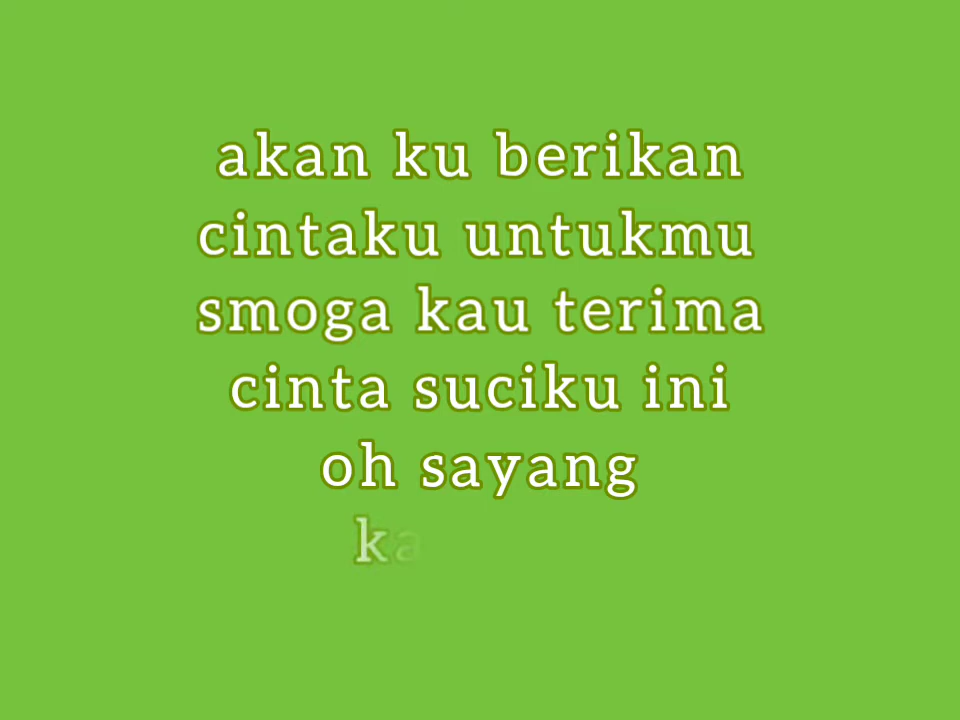 akan ku berikan
cintaku untukmu
smoga kau terima
cinta suciku ini
oh sayang